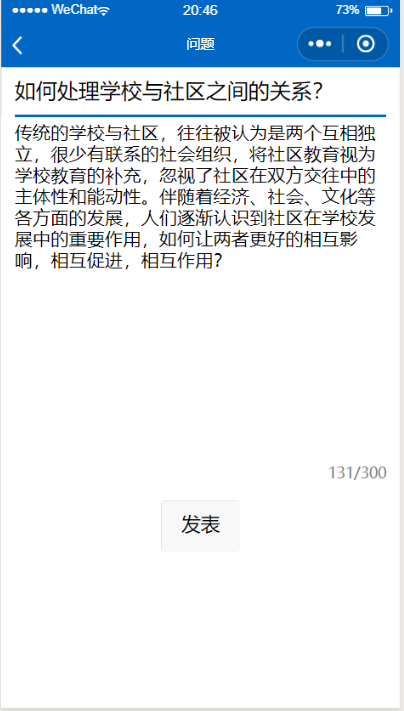 WeChat 20:46 73%
问题
如何处理学校与社区之间的关系？
传统的学校与社区，往往被认为是两个互相独
立，很少有联系的社会组织，将社区教育视为
学校教育的补充，忽视了社区在双方交往中的
主体性和能动性。伴随着经济、社会、文化等
各方面的发展，人们逐渐认识到社区在学校发
展中的重要作用，如何让两者更好的相互影
响，相互促进，相互作用？
131/300
发表